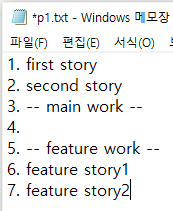 *p1.txt - Windows 메모장
파일(F) 편집(E) 서식(O)
1. first story
2. second story
3. -- main work --
4.
5. -- feature work --
6. feature story1
7. feature story2